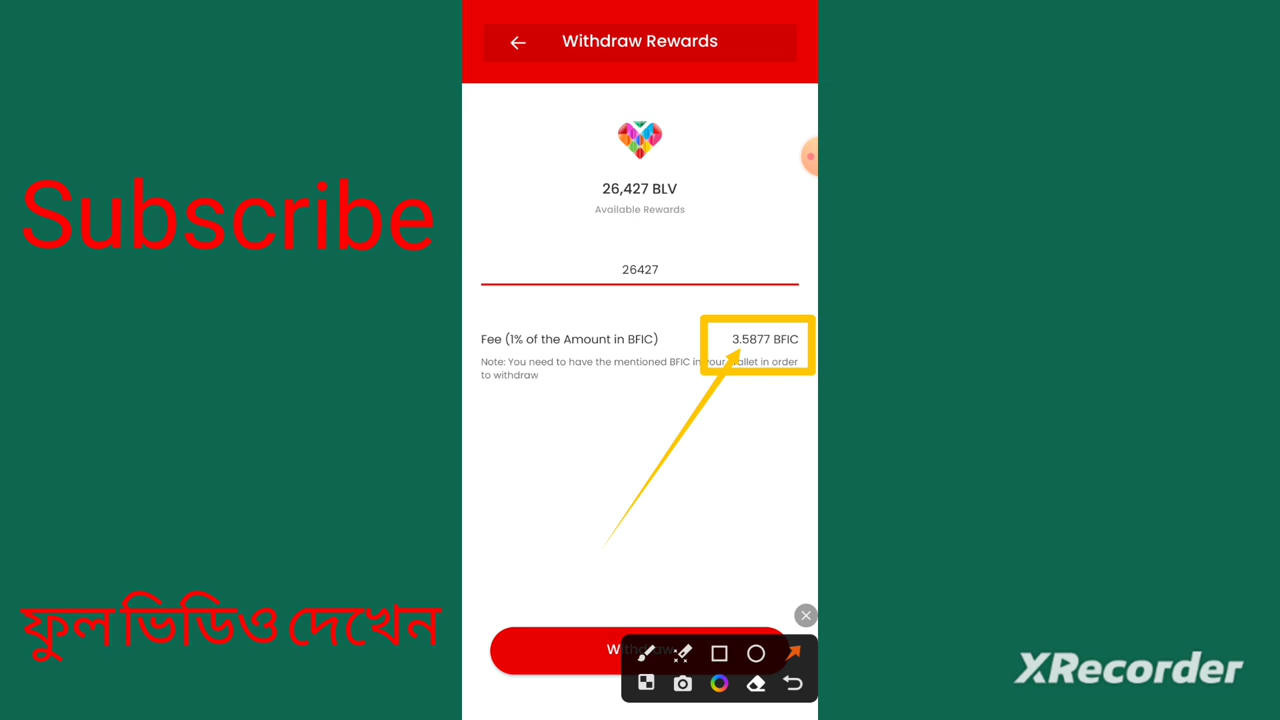 Withdraw Rewards
Subscribe
26,427 BLV
Available Rewards
26427
Fee (1% of the Amount in BFIC) 3.5877 BFIC
Note: You need to have the mentioned BFIC in your wallet in order
to withdraw
ফুল ভিডিও দেখেন
Withdraw
XRecorder